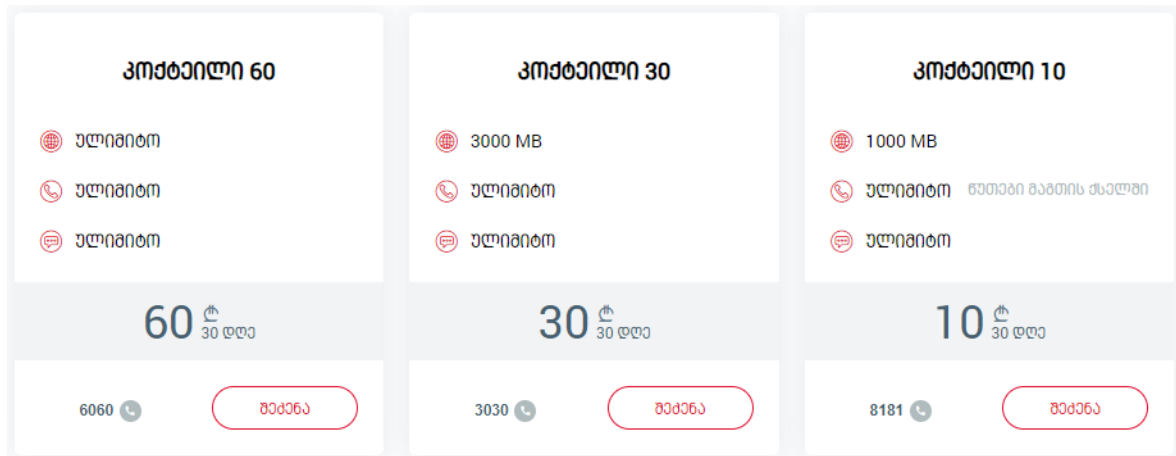 კოქტეილი 60
ულიმიტო
ულიმიტო
ულიმიტო
60 ₾
30 დღე
6060
შეძენა
კოქტეილი 30
3000 MB
ულიმიტო
ულიმიტო
30 ₾
30 დღე
3030
შეძენა
კოქტეილი 10
1000 MB
ულიმიტო წუთები მაგთის ქსელში
ულიმიტო
10 ₾
30 დღე
8181
შეძენა